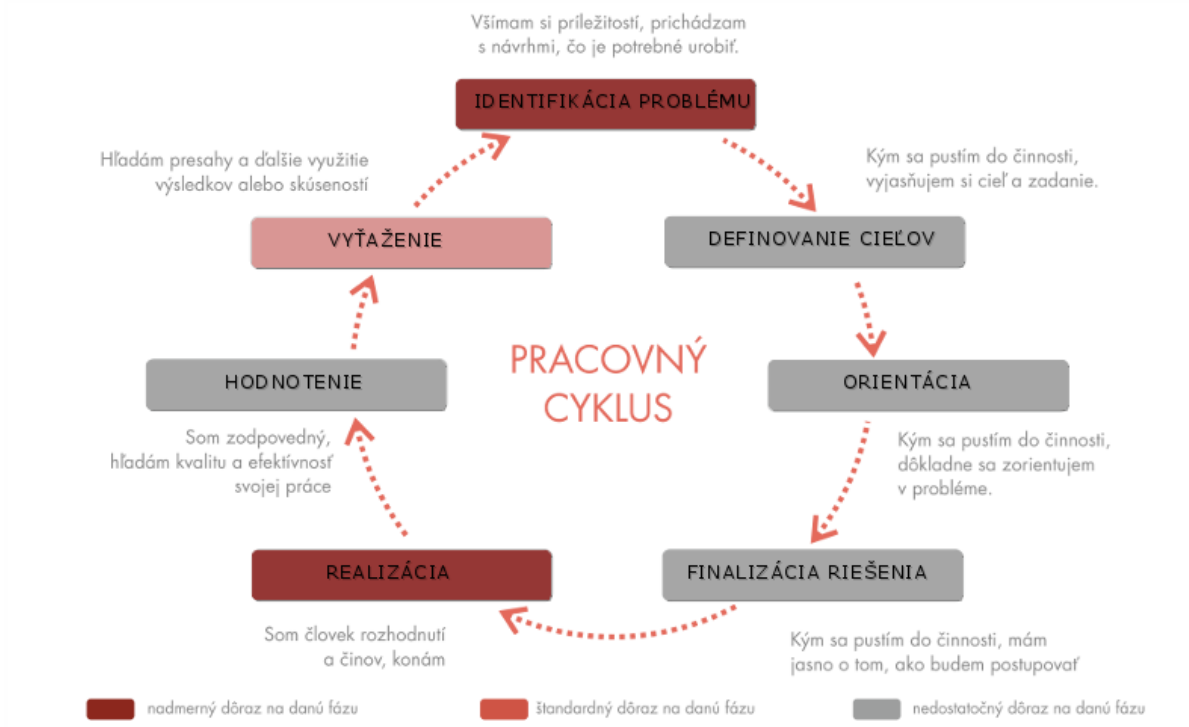 Všímam si príležitostí, prichádzam
s návrhmi, čo je potrebné urobiť.
IDENTIFIKÁCIA PROBLÉMU
Kým sa pustím do činnosti,
vyjasňujem si cieľ a zadanie.
DEFINOVANIE CIEĽOV
ORIENTÁCIA
Kým sa pustím do činnosti,
dôkladne sa zorientujem
v probléme.
FINALIZÁCIA RIEŠENIA
Kým sa pustím do činnosti, mám
jasno o tom, ako budem postupovať
REALIZÁCIA
Som človek rozhodnutí
a činov, konám
HODNOTENIE
Som zodpovedný,
hľadám kvalitu a efektívnosť
svojej práce
VYŤAŽENIE
Hľadám presahy a ďalšie využitie
výsledkov alebo skúseností
PRACOVNÝ
CYKLUS
nadmerný dôraz na danú fázu
štandardný dôraz na danú fázu
nedostatočný dôraz na danú fázu